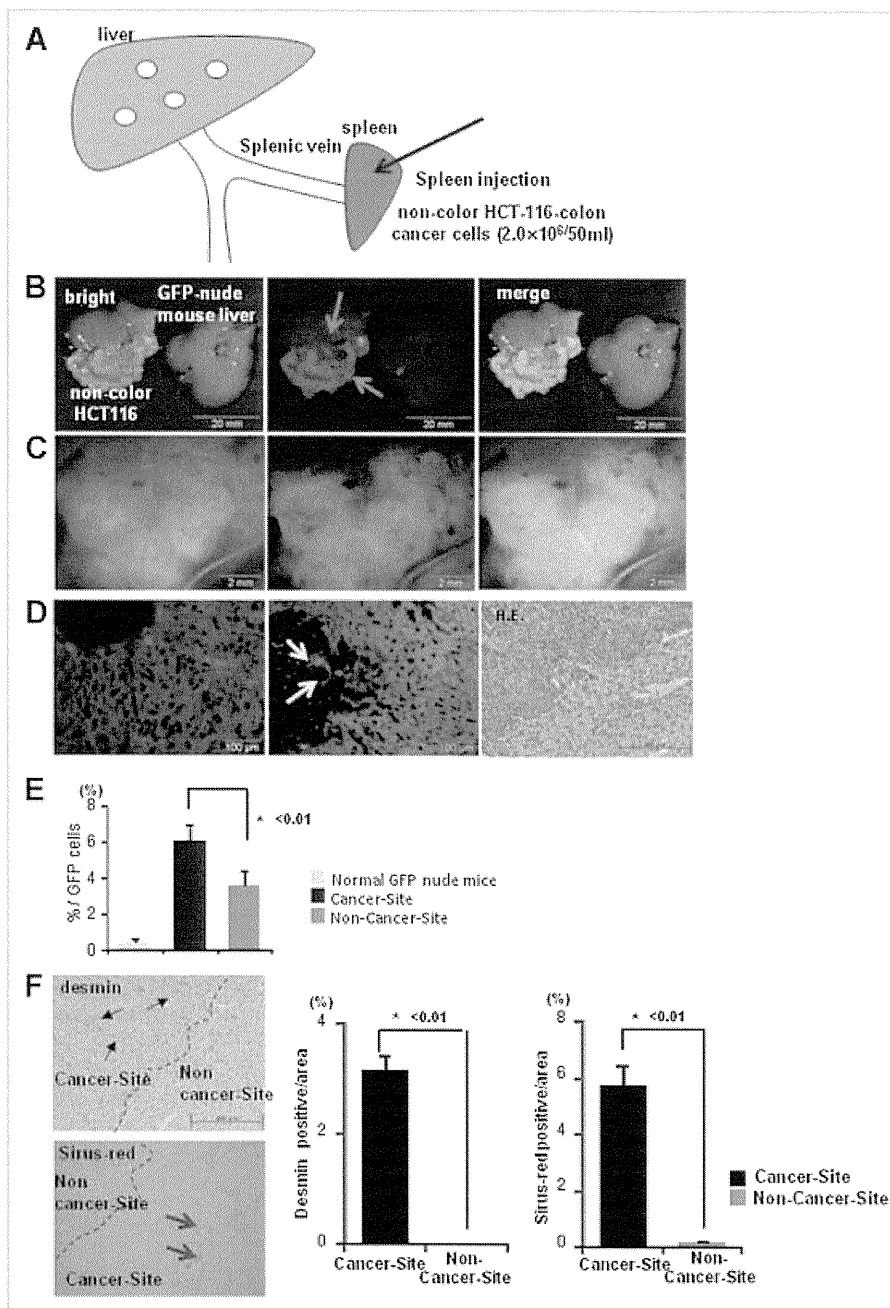 A
liver
spleen
Splenic vein
Spleen injection
non-color HCT-116-colon
cancer cells (2.0×10⁶/50ml)
B
bright
GFP-nude
mouse liver
non-color
HCT116
20 mm
20 mm
merge
20 mm
C
2 mm
2 mm
2 mm
D
100 µm
H.E.
E
(%)
8
6
4
2
0
%/ GFP cells
* <0.01
Normal GFP nude mice
Cancer-Site
Non-Cancer-Site
F
desmin
Cancer-Site
Non
cancer-Site
Sirus-red
Non
cancer-Site
Cancer-Site
(%)
4
2
0
Desmin positive/area
* <0.01
Cancer-Site
Non-
Cancer-Site
(%)
8
6
4
2
0
Sirus-red positive/area
* <0.01
Cancer-Site
Non-
Cancer-Site
Cancer-Site
Non-Cancer-Site